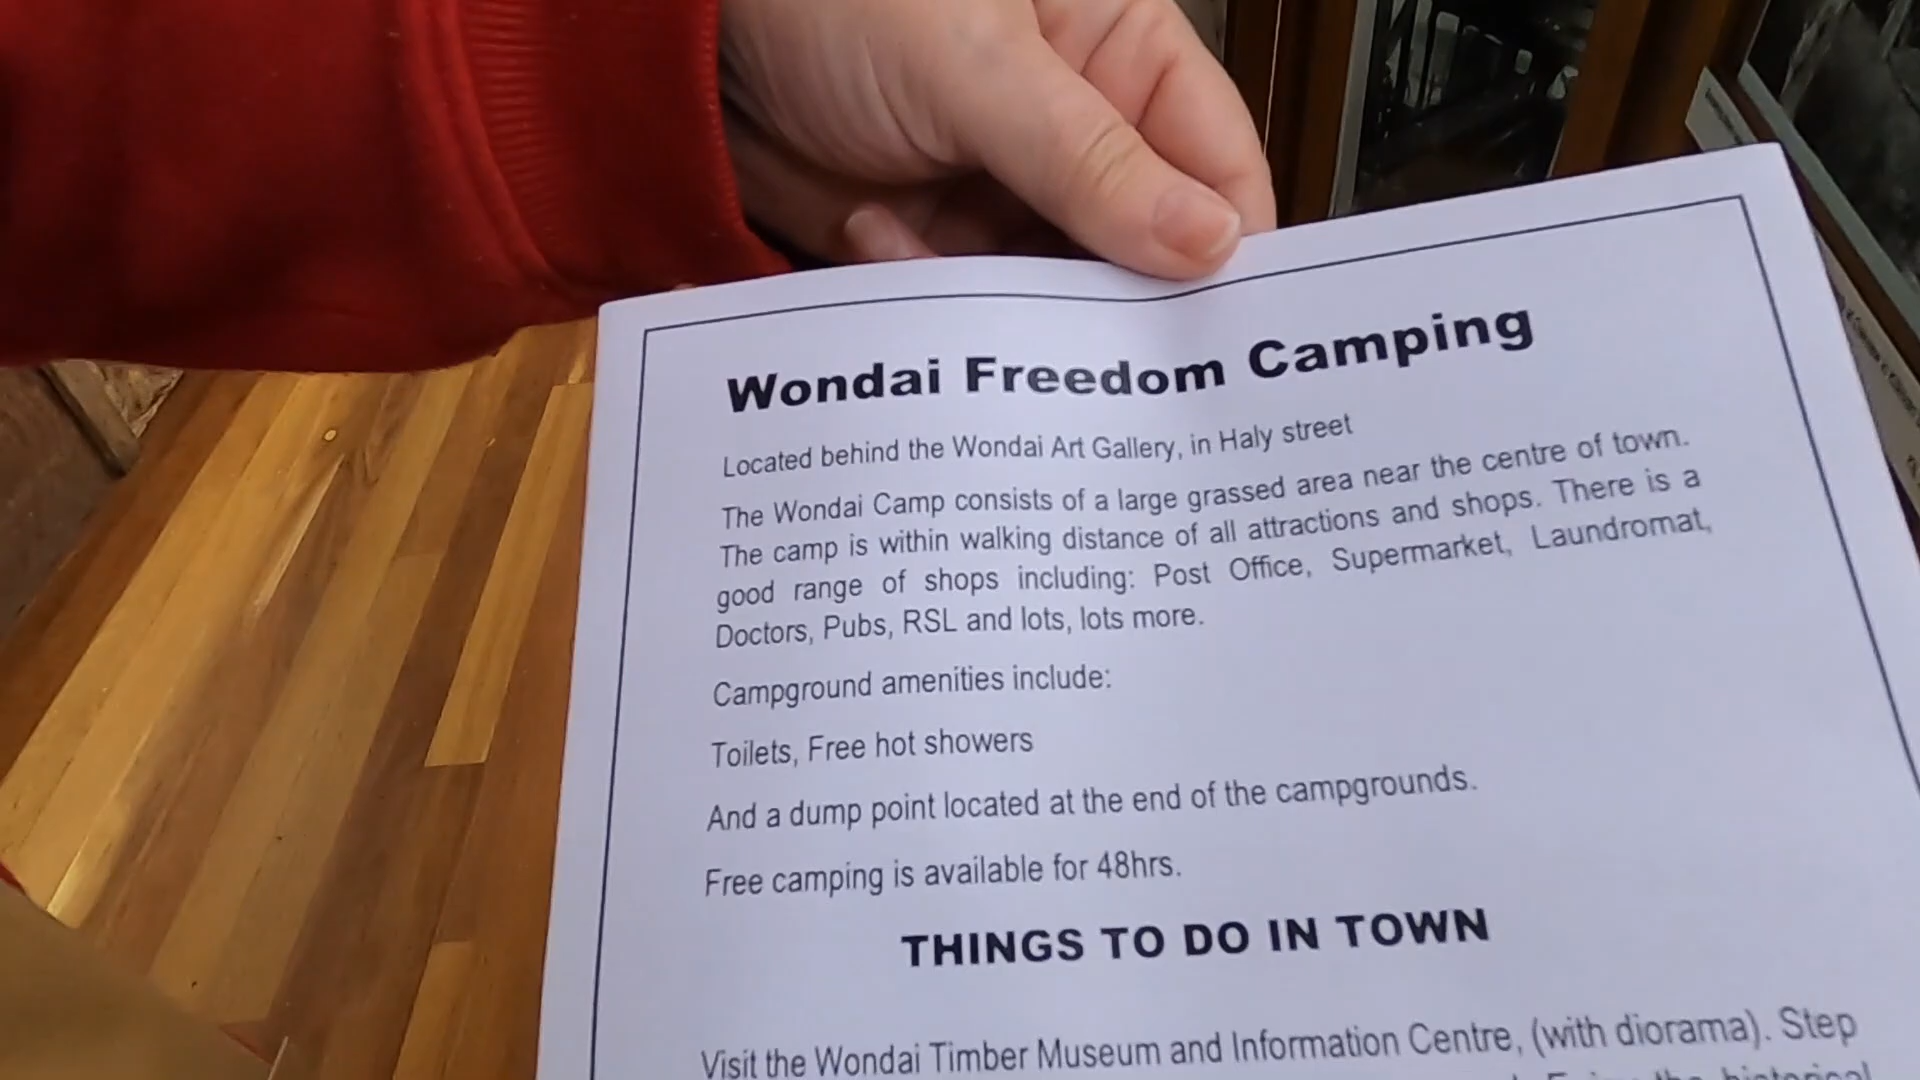 Wondai Freedom Camping
Located behind the Wondai Art Gallery, in Haly street
The Wondai Camp consists of a large grassed area near the centre of town.
The camp is within walking distance of all attractions and shops. There is a
good range of shops including: Post Office, Supermarket, Laundromat,
Doctors, Pubs, RSL and lots, lots more.
Campground amenities include:
Toilets, Free hot showers
And a dump point located at the end of the campgrounds.
Free camping is available for 48hrs.
THINGS TO DO IN TOWN
Visit the Wondai Timber Museum and Information Centre, (with diorama). Step
the historical